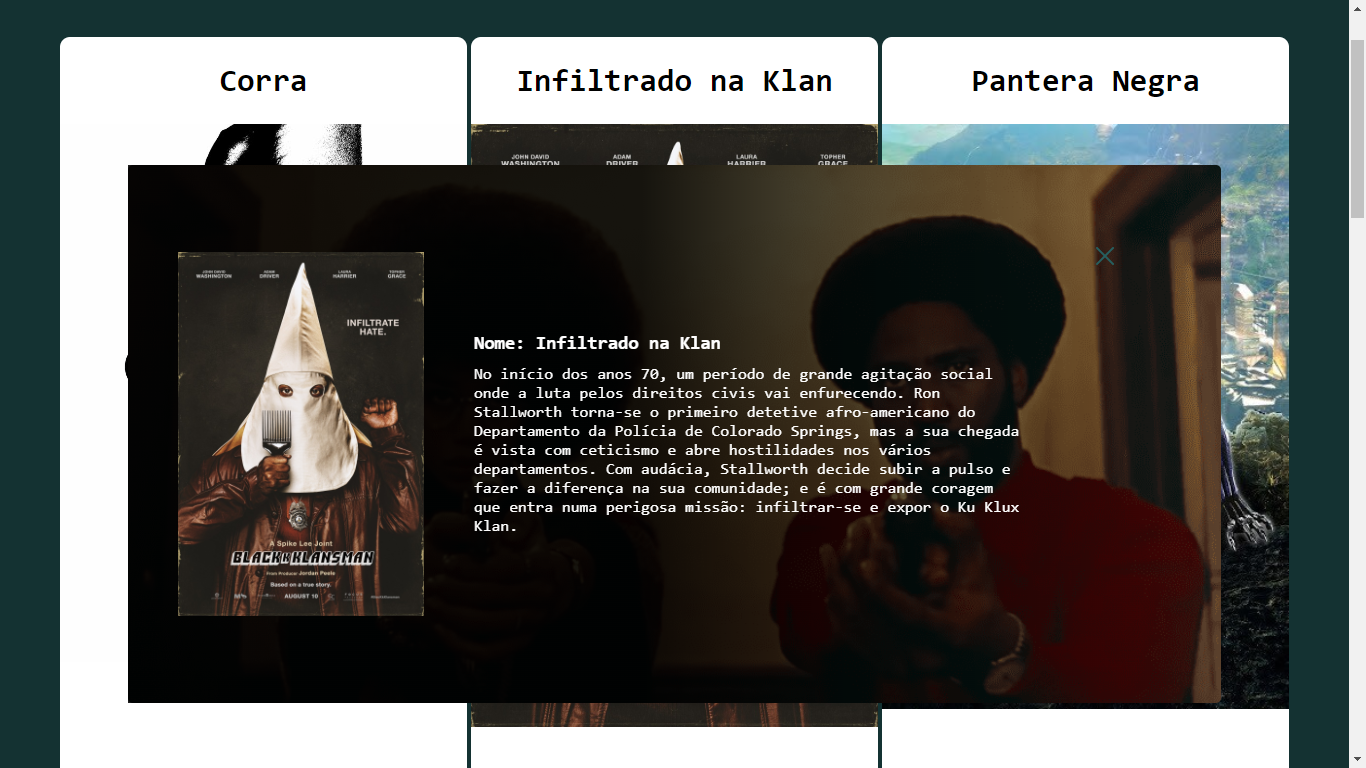 Corra
Infiltrado na Klan
Pantera Negra
JOHN DAVID WASHINGTON
ADAM DRIVER
LAURA HARRIER
TOPHER GRACE
JOHN DAVID WASHINGTON
ADAM DRIVER
LAURA HARRIER
TOPHER GRACE
INFILTRATE
HATE.
A Spike Lee Joint
BLACKKKLANSMAN
From Producer Jordan Peele
Based on a true story.
AUGUST 10
Nome: Infiltrado na Klan
No início dos anos 70, um período de grande agitação social
onde a luta pelos direitos civis vai enfurecendo. Ron
Stallworth torna-se o primeiro detetive afro-americano do
Departamento da Polícia de Colorado Springs, mas a sua chegada
é vista com ceticismo e abre hostilidades nos vários
departamentos. Com audácia, Stallworth decide subir a pulso e
fazer a diferença na sua comunidade; e é com grande coragem
que entra numa perigosa missão: infiltrar-se e expor o Ku Klux
Klan.